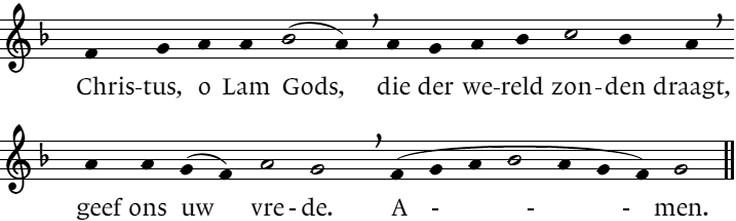 Chris-tus, o Lam Gods, die der we-reld zon-den draagt,
geef ons uw vre-de. A - - - men.